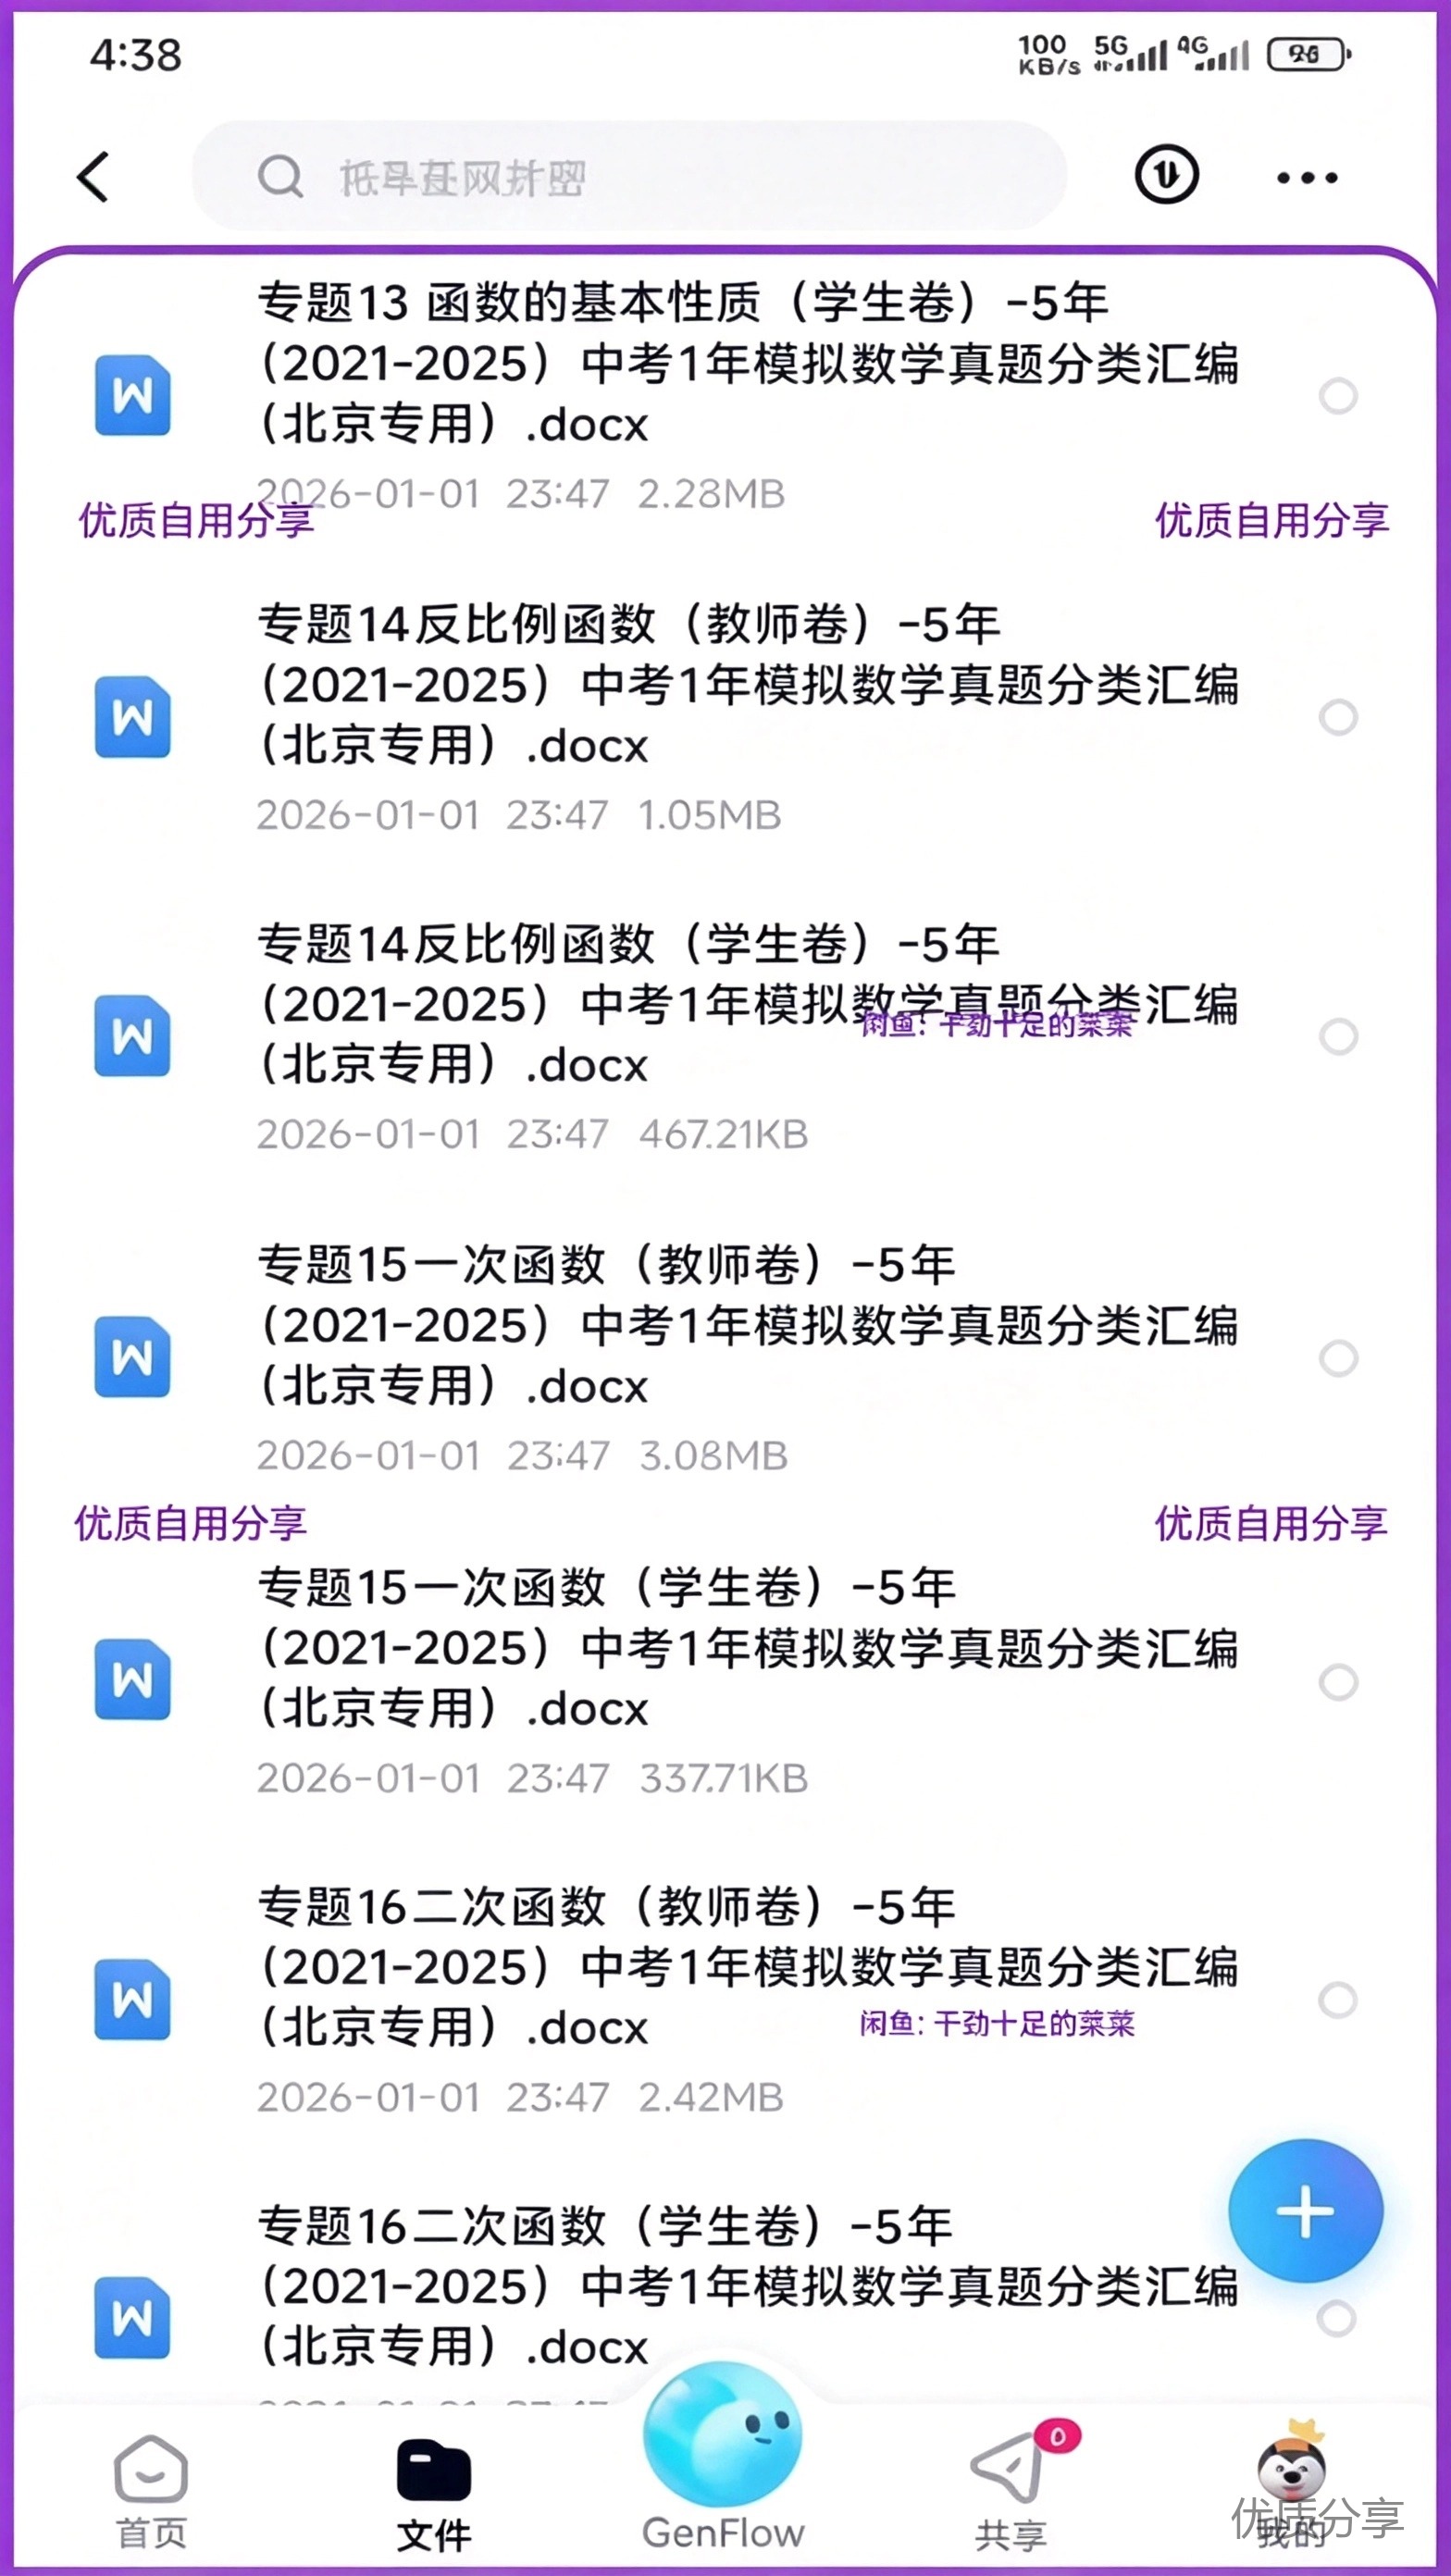 4:38
100 KB/s 5G 4G
专题13 函数的基本性质（学生卷）-5年
（2021-2025）中考1年模拟数学真题分类汇编
（北京专用）.docx
2026-01-01 23:47 2.28MB
优质自用分享 优质自用分享
专题14反比例函数（教师卷）-5年
（2021-2025）中考1年模拟数学真题分类汇编
（北京专用）.docx
2026-01-01 23:47 1.05MB
专题14反比例函数（学生卷）-5年
（2021-2025）中考1年模拟数学真题分类汇编
闲鱼: 干劲十足的菜菜
（北京专用）.docx
2026-01-01 23:47 467.21KB
专题15一次函数（教师卷）-5年
（2021-2025）中考1年模拟数学真题分类汇编
（北京专用）.docx
2026-01-01 23:47 3.08MB
优质自用分享 优质自用分享
专题15一次函数（学生卷）-5年
（2021-2025）中考1年模拟数学真题分类汇编
（北京专用）.docx
2026-01-01 23:47 337.71KB
专题16二次函数（教师卷）-5年
（2021-2025）中考1年模拟数学真题分类汇编
（北京专用）.docx
闲鱼: 干劲十足的菜菜
2026-01-01 23:47 2.42MB
专题16二次函数（学生卷）-5年
（2021-2025）中考1年模拟数学真题分类汇编
（北京专用）.docx
0
首页 文件 GenFlow 共享 我的
优质分享